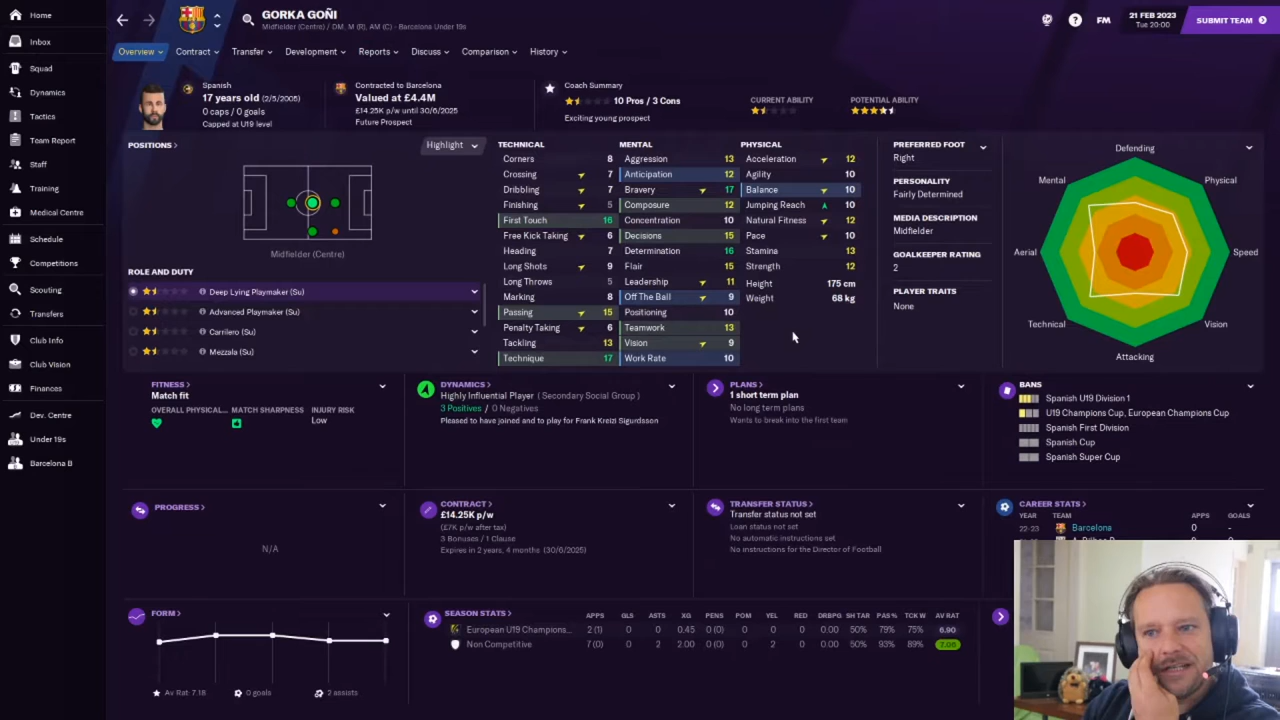 Home
Inbox
Squad
Dynamics
Tactics
Team Report
Staff
Training
Medical Centre
Schedule
Competitions
Scouting
Transfers
Club Info
Club Vision
Finances
Dev. Centre
Under 19s
Barcelona B
GORKA GOÑI
Midfielder (Centre) / DM, M (R), AM (C) - Barcelona Under 19s
FM
21 FEB 2023
Tue 20:00
SUBMIT TEAM
Overview
Contract
Transfer
Development
Reports
Discuss
Comparison
History
Spanish
17 years old (2/5/2005)
0 caps / 0 goals
Capped at U19 level
Contracted to Barcelona
Valued at £4.4M
£14.25K p/w until 30/6/2025
Future Prospect
Coach Summary
10 Pros / 3 Cons
Exciting young prospect
CURRENT ABILITY
POTENTIAL ABILITY
POSITIONS
Highlight
Midfielder (Centre)
ROLE AND DUTY
Deep Lying Playmaker (Su)
Advanced Playmaker (Su)
Carrilero (Su)
Mezzala (Su)
TECHNICAL
Corners 8
Crossing 7
Dribbling 7
Finishing 5
First Touch 16
Free Kick Taking 6
Heading 7
Long Shots 9
Long Throws 5
Marking 8
Passing 15
Penalty Taking 6
Tackling 13
Technique 17
MENTAL
Aggression 13
Anticipation 12
Bravery 17
Composure 12
Concentration 10
Decisions 15
Determination 16
Flair 15
Leadership 11
Off The Ball 9
Positioning 10
Teamwork 13
Vision 9
Work Rate 10
PHYSICAL
Acceleration 12
Agility 10
Balance 10
Jumping Reach 10
Natural Fitness 12
Pace 10
Stamina 13
Strength 12
Height 175 cm
Weight 68 kg
PREFERRED FOOT
Right
PERSONALITY
Fairly Determined
MEDIA DESCRIPTION
Midfielder
GOALKEEPER RATING
2
PLAYER TRAITS
None
Defending
Mental
Physical
Aerial
Speed
Technical
Vision
Attacking
FITNESS
Match fit
OVERALL PHYSICAL... MATCH SHARPNESS INJURY RISK
Low
DYNAMICS
Highly Influential Player (Secondary Social Group)
3 Positives / 0 Negatives
Pleased to have joined and to play for Frank Kreizi Sigurdsson
PLANS
1 short term plan
No long term plans
Wants to break into the first team
BANS
Spanish U19 Division 1
U19 Champions Cup, European Champions Cup
Spanish First Division
Spanish Cup
Spanish Super Cup
PROGRESS
N/A
CONTRACT
£14.25K p/w
(£7K p/w after tax)
3 Bonuses / 1 Clause
Expires in 2 years, 4 months (30/6/2025)
TRANSFER STATUS
Transfer status not set
Loan status not set
No automatic instructions set
No instructions for the Director of Football
CAREER STATS
YEAR TEAM APPS GOALS
22-23 Barcelona 0 -
FORM
Av Rat: 7.18 0 goals 2 assists
SEASON STATS APPS GLS ASTS XG PENS POM YEL RED DRBPG SH TAR PAS% TCK W AV RAT
European U19 Champions... 2 (1) 0 0 0.45 0 (0) 0 0 0 0.00 50% 79% 75% 6.90
Non Competitive 7 (0) 0 2 2.00 0 (0) 0 2 0 0.00 50% 93% 89% 7.06